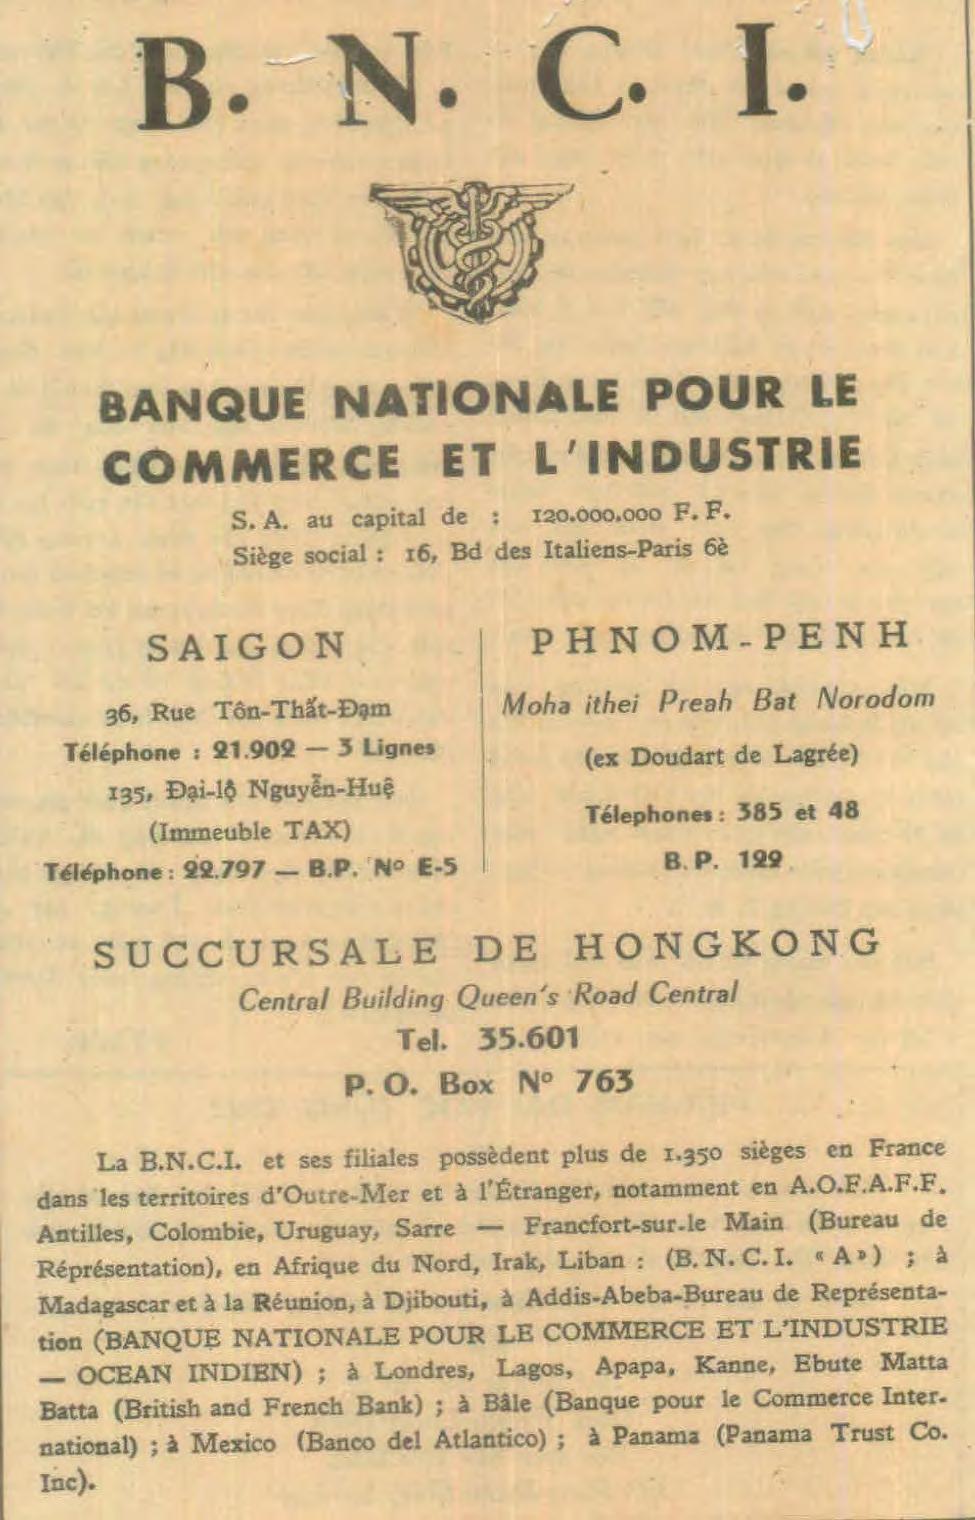 B. N. C. I.
BANQUE NATIONALE POUR LE
COMMERCE ET L'INDUSTRIE
S. A. au capital de : 120.000.000 F. F.
Siège social : 16, Bd des Italiens-Paris 6è
SAIGON
36, Rue Tôn-Thất-Đạm
Téléphone : 21.902 — 3 Lignes
135, Đại-lộ Nguyễn-Huệ
(Immeuble TAX)
Téléphone : 22.797 — B.P. Nº E-5
PHNOM-PENH
Moha ithei Preah Bat Norodom
(ex Doudart de Lagrée)
Télephones : 385 et 48
B. P. 122
SUCCURSALE DE HONGKONG
Central Building Queen's Road Central
Tel. 35.601
P. O. Box Nº 763
La B.N.C.I. et ses filiales possèdent plus de 1.350 sièges en France
dans les territoires d'Outre-Mer et à l'Étranger, notamment en A.O.F.A.F.F.
Antilles, Colombie, Uruguay, Sarre — Francfort-sur-le Main (Bureau de
Réprésentation), en Afrique du Nord, Irak, Liban : (B. N. C. I. « A ») ; à
Madagascar et à la Réunion, à Djibouti, à Addis-Abeba-Bureau de Représenta-
tion (BANQUE NATIONALE POUR LE COMMERCE ET L'INDUSTRIE
— OCEAN INDIEN) ; à Londres, Lagos, Apapa, Kanne, Ebute Matta
Batta (British and French Bank) ; à Bâle (Banque pour le Commerce Inter-
national) ; à Mexico (Banco del Atlantico) ; à Panama (Panama Trust Co.
Inc).